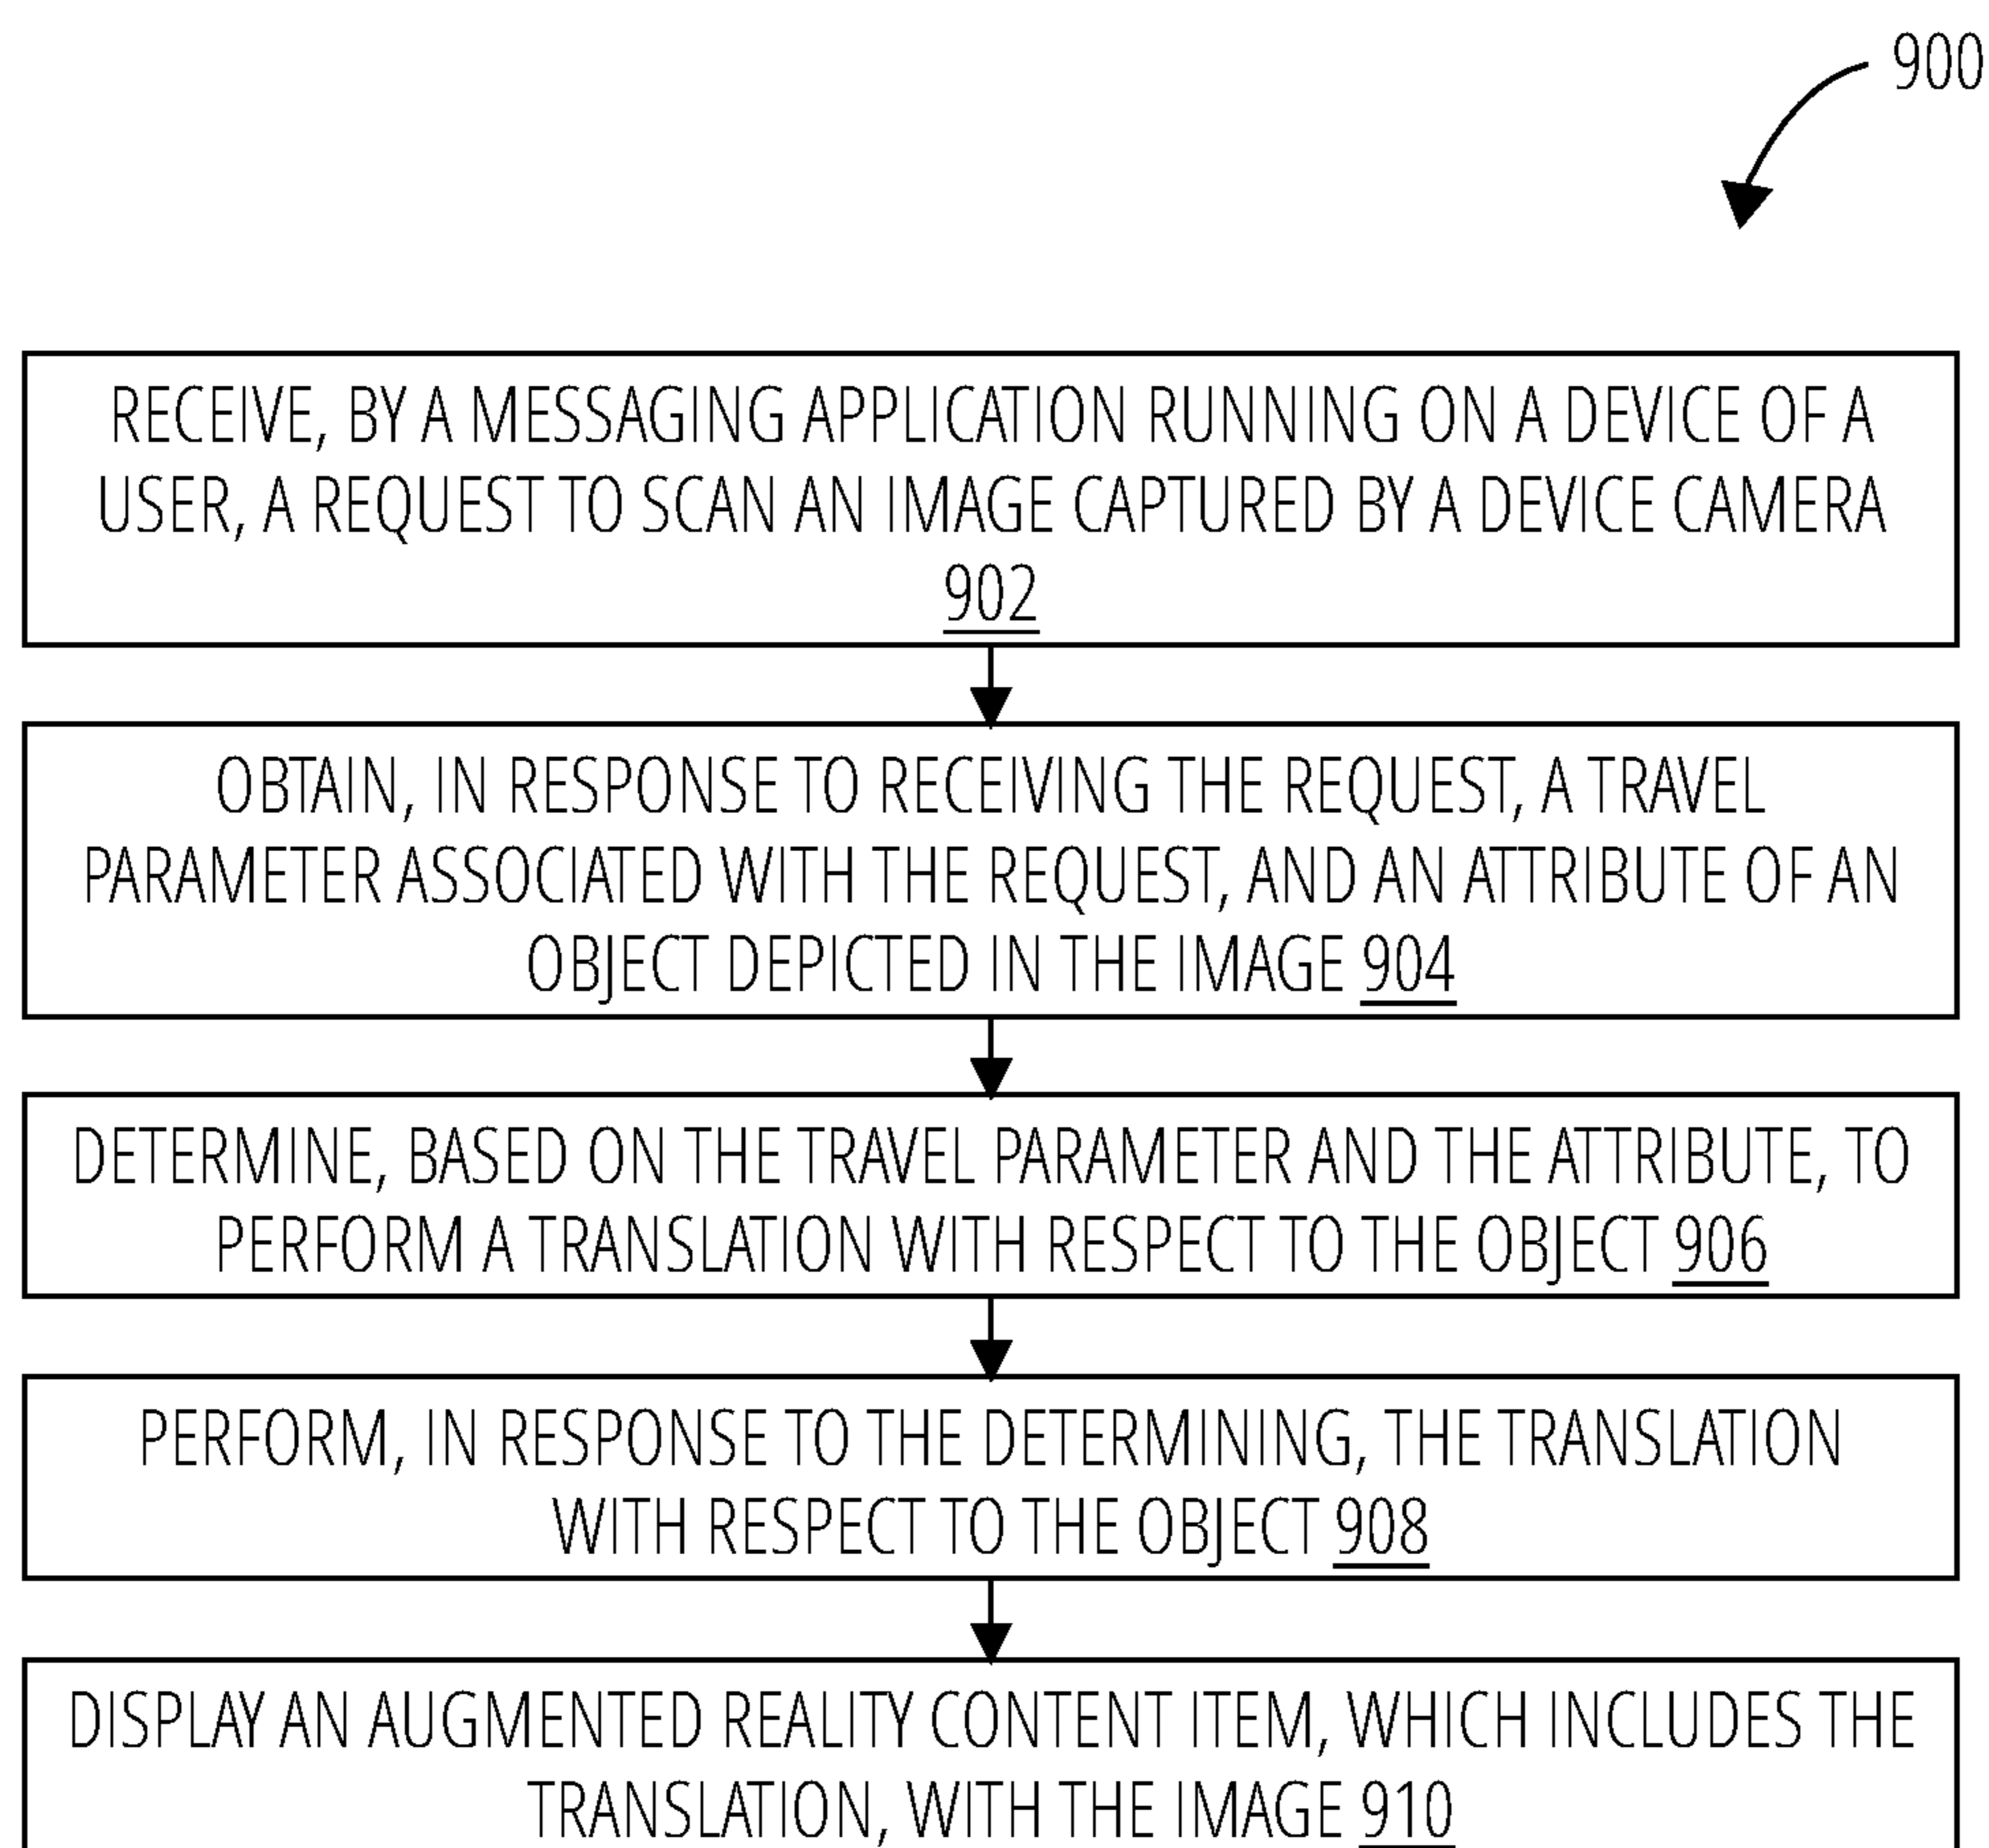 900
RECEIVE, BY A MESSAGING APPLICATION RUNNING ON A DEVICE OF A
USER, A REQUEST TO SCAN AN IMAGE CAPTURED BY A DEVICE CAMERA
902
OBTAIN, IN RESPONSE TO RECEIVING THE REQUEST, A TRAVEL
PARAMETER ASSOCIATED WITH THE REQUEST, AND AN ATTRIBUTE OF AN
OBJECT DEPICTED IN THE IMAGE 904
DETERMINE, BASED ON THE TRAVEL PARAMETER AND THE ATTRIBUTE, TO
PERFORM A TRANSLATION WITH RESPECT TO THE OBJECT 906
PERFORM, IN RESPONSE TO THE DETERMINING, THE TRANSLATION
WITH RESPECT TO THE OBJECT 908
DISPLAY AN AUGMENTED REALITY CONTENT ITEM, WHICH INCLUDES THE
TRANSLATION, WITH THE IMAGE 910